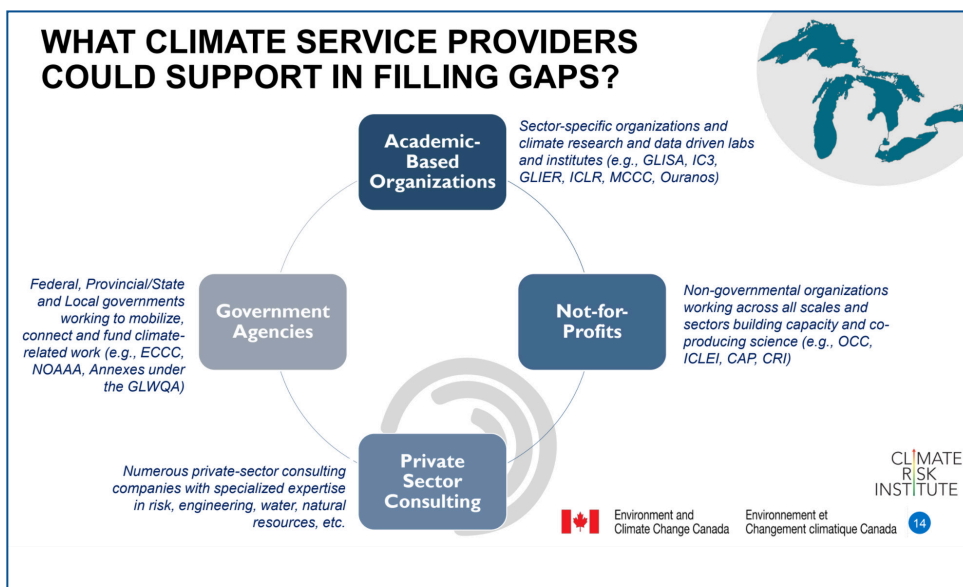 WHAT CLIMATE SERVICE PROVIDERS
COULD SUPPORT IN FILLING GAPS?
Academic-
Based
Organizations
Sector-specific organizations and
climate research and data driven labs
and institutes (e.g., GLISA, IC3,
GLIER, ICLR, MCCC, Ouranos)
Federal, Provincial/State
and Local governments
working to mobilize,
connect and fund climate-
related work (e.g., ECCC,
NOAAA, Annexes under
the GLWQA)
Government
Agencies
Not-for-
Profits
Non-governmental organizations
working across all scales and
sectors building capacity and co-
producing science (e.g., OCC,
ICLEI, CAP, CRI)
Numerous private-sector consulting
companies with specialized expertise
in risk, engineering, water, natural
resources, etc.
Private
Sector
Consulting
CLIMATE
RISK
INSTITUTE
Environment and
Climate Change Canada
Environnement et
Changement climatique Canada
14